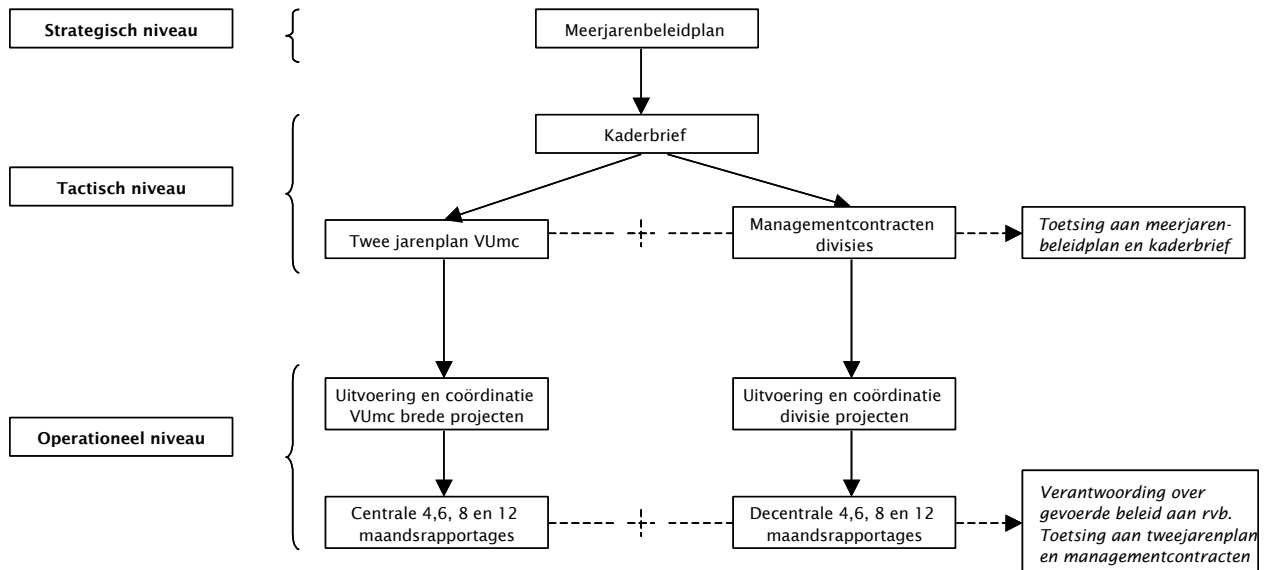 Strategisch niveau
Meerjarenbeleidplan
Kaderbrief
Tactisch niveau
Twee jarenplan VUmc
Managementcontracten
divisies
Toetsing aan meerjaren-
beleidplan en kaderbrief
Uitvoering en coördinatie
VUmc brede projecten
Uitvoering en coördinatie
divisie projecten
Operationeel niveau
Centrale 4,6, 8 en 12
maandsrapportages
Decentrale 4,6, 8 en 12
maandsrapportages
Verantwoording over
gevoerde beleid aan rvb.
Toetsing aan tweejarenplan
en managementcontracten